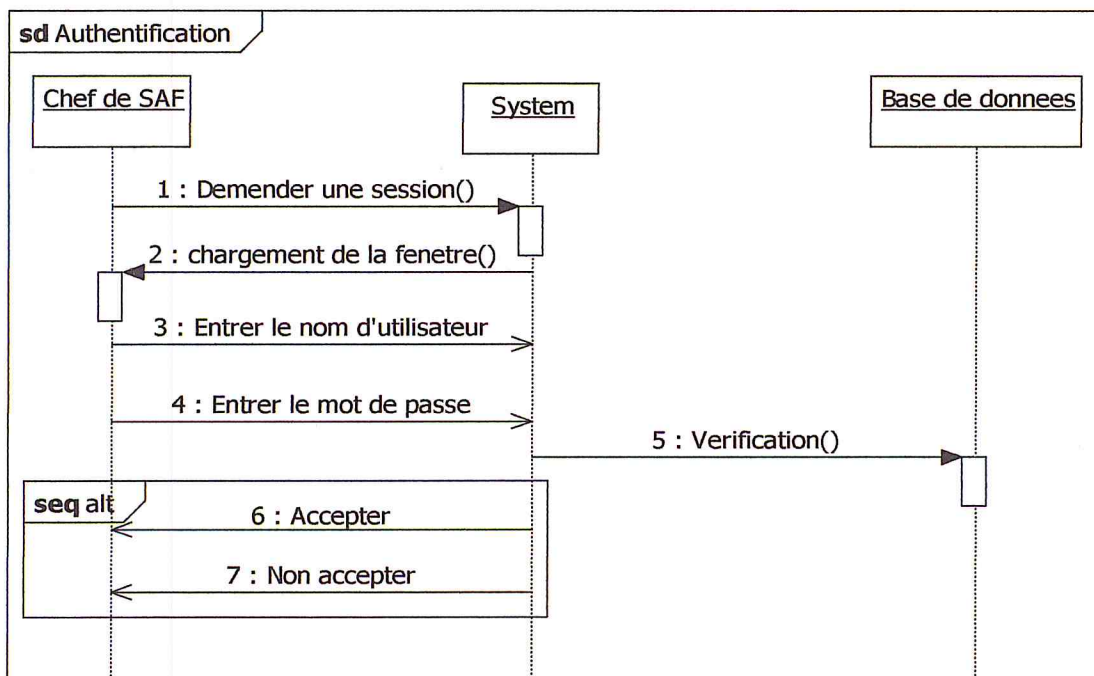 sd Authentification
Chef de SAF
System
Base de donnees
1 : Demender une session()
2 : chargement de la fenetre()
3 : Entrer le nom d'utilisateur
4 : Entrer le mot de passe
5 : Verification()
seq alt
6 : Accepter
7 : Non accepter